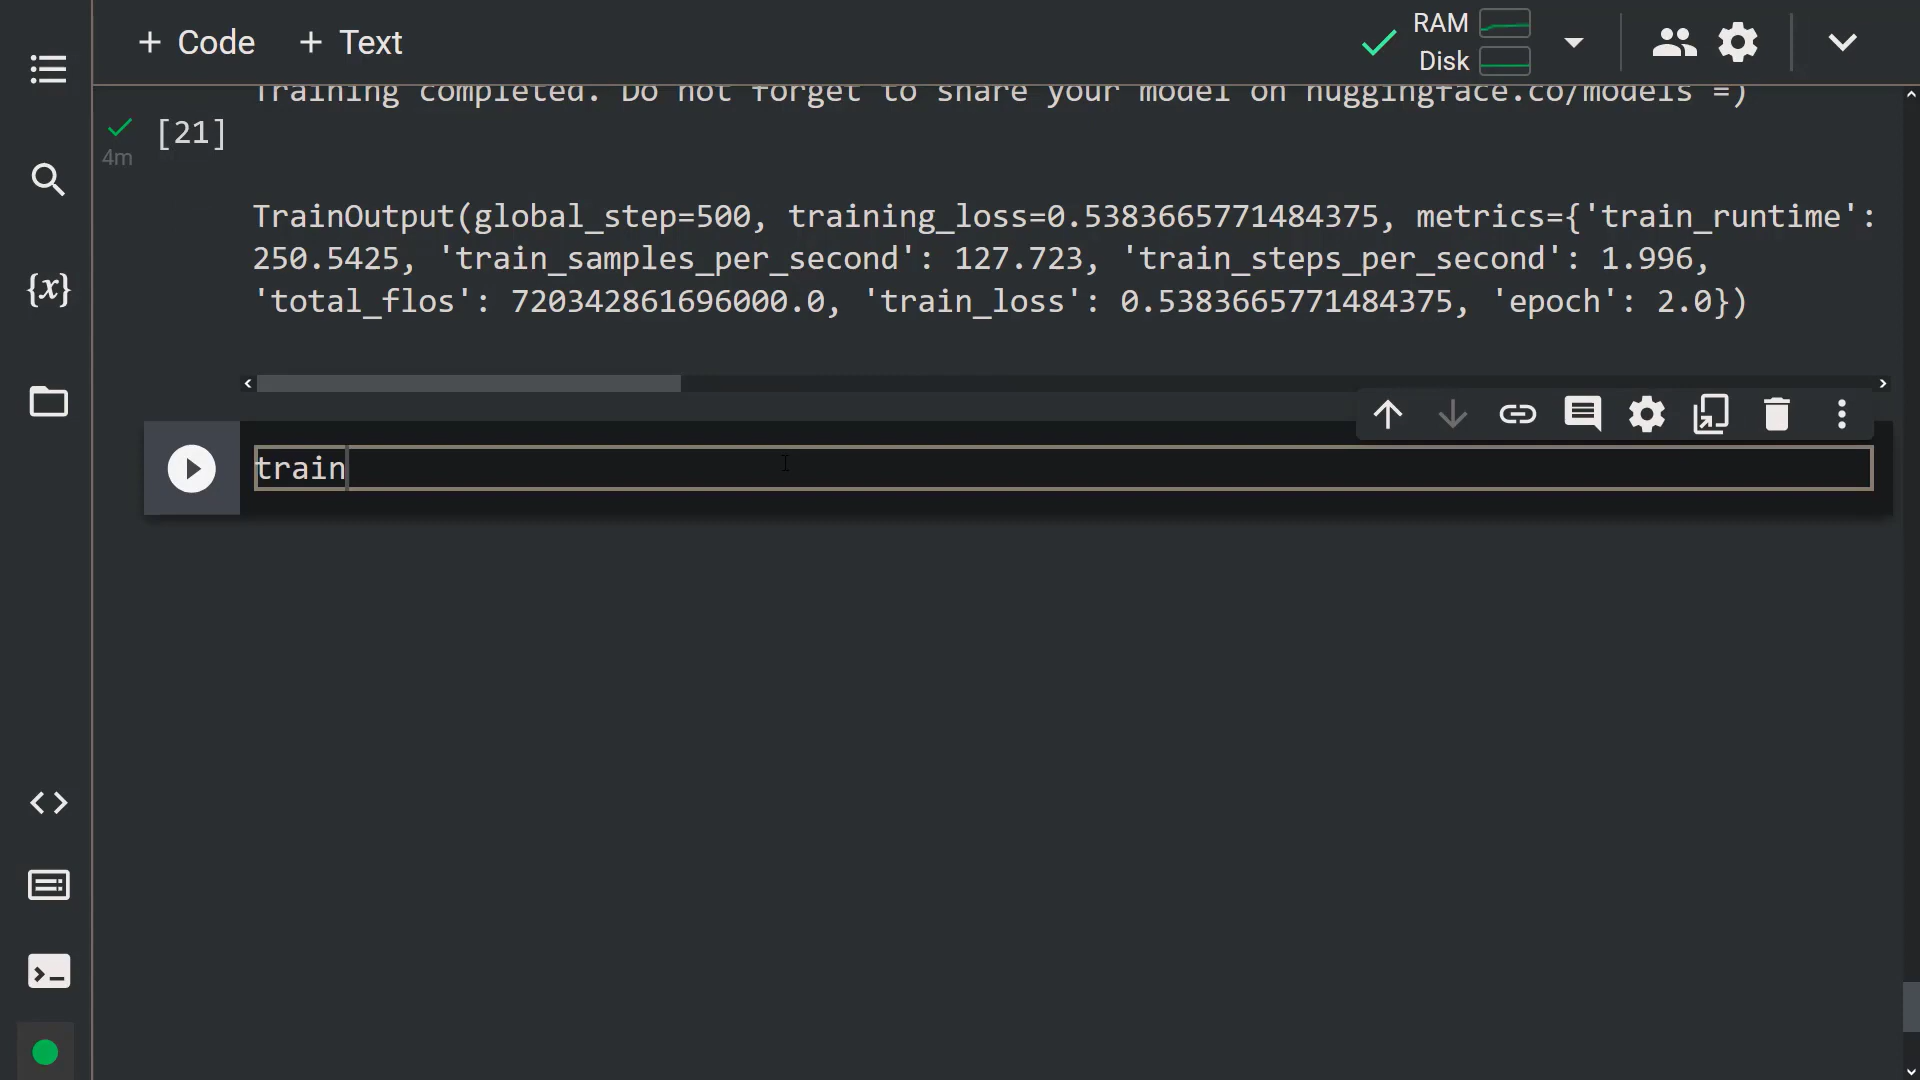 + Code + Text
RAM
Disk
Training completed. Do not forget to share your model on huggingface.co/models =)
[21]
4m
TrainOutput(global_step=500, training_loss=0.5383665771484375, metrics={'train_runtime':
250.5425, 'train_samples_per_second': 127.723, 'train_steps_per_second': 1.996,
'total_flos': 720342861696000.0, 'train_loss': 0.5383665771484375, 'epoch': 2.0})
train
{x}